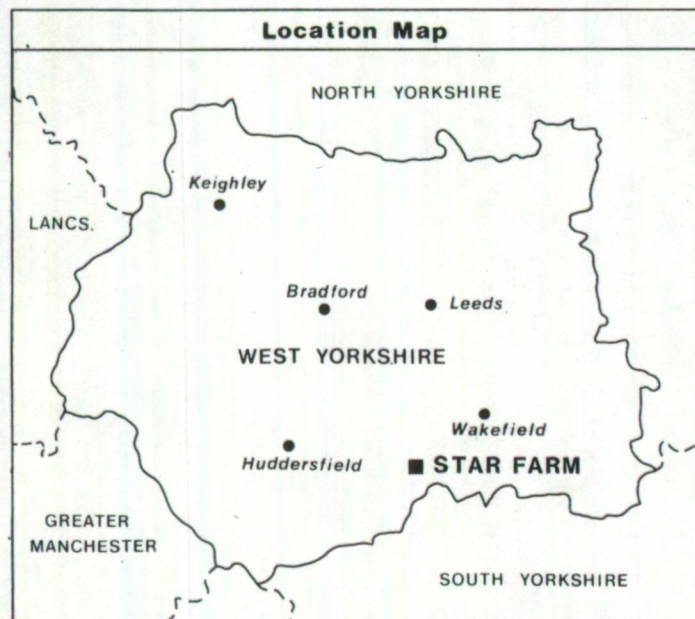 Location Map
NORTH YORKSHIRE
Keighley
LANCS.
Bradford
Leeds
WEST YORKSHIRE
Wakefield
Huddersfield
STAR FARM
GREATER
MANCHESTER
SOUTH YORKSHIRE